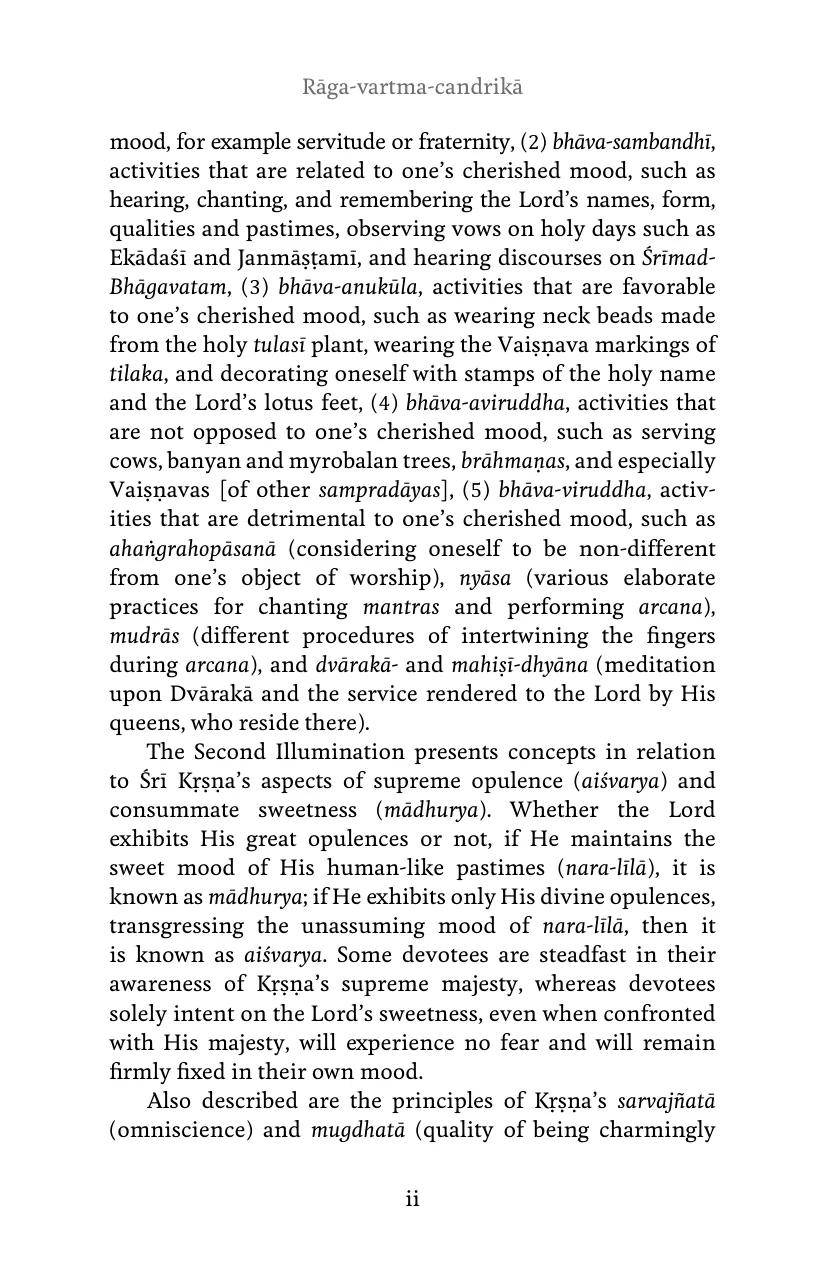 Rāga-vartma-candrikā
mood, for example servitude or fraternity, (2) bhāva-sambandhī,
activities that are related to one’s cherished mood, such as
hearing, chanting, and remembering the Lord’s names, form,
qualities and pastimes, observing vows on holy days such as
Ekādaśī and Janmāṣṭamī, and hearing discourses on Śrīmad-
Bhāgavatam, (3) bhāva-anukūla, activities that are favorable
to one’s cherished mood, such as wearing neck beads made
from the holy tulasī plant, wearing the Vaiṣṇava markings of
tilaka, and decorating oneself with stamps of the holy name
and the Lord’s lotus feet, (4) bhāva-aviruddha, activities that
are not opposed to one’s cherished mood, such as serving
cows, banyan and myrobalan trees, brāhmaṇas, and especially
Vaiṣṇavas [of other sampradāyas], (5) bhāva-viruddha, activ-
ities that are detrimental to one’s cherished mood, such as
ahaṅgrahopāsanā (considering oneself to be non-different
from one’s object of worship), nyāsa (various elaborate
practices for chanting mantras and performing arcana),
mudrās (different procedures of intertwining the fingers
during arcana), and dvārakā- and mahiṣī-dhyāna (meditation
upon Dvārakā and the service rendered to the Lord by His
queens, who reside there).
The Second Illumination presents concepts in relation
to Śrī Kṛṣṇa’s aspects of supreme opulence (aiśvarya) and
consummate sweetness (mādhurya). Whether the Lord
exhibits His great opulences or not, if He maintains the
sweet mood of His human-like pastimes (nara-līlā), it is
known as mādhurya; if He exhibits only His divine opulences,
transgressing the unassuming mood of nara-līlā, then it
is known as aiśvarya. Some devotees are steadfast in their
awareness of Kṛṣṇa’s supreme majesty, whereas devotees
solely intent on the Lord’s sweetness, even when confronted
with His majesty, will experience no fear and will remain
firmly fixed in their own mood.
Also described are the principles of Kṛṣṇa’s sarvajñatā
(omniscience) and mugdhatā (quality of being charmingly
ii